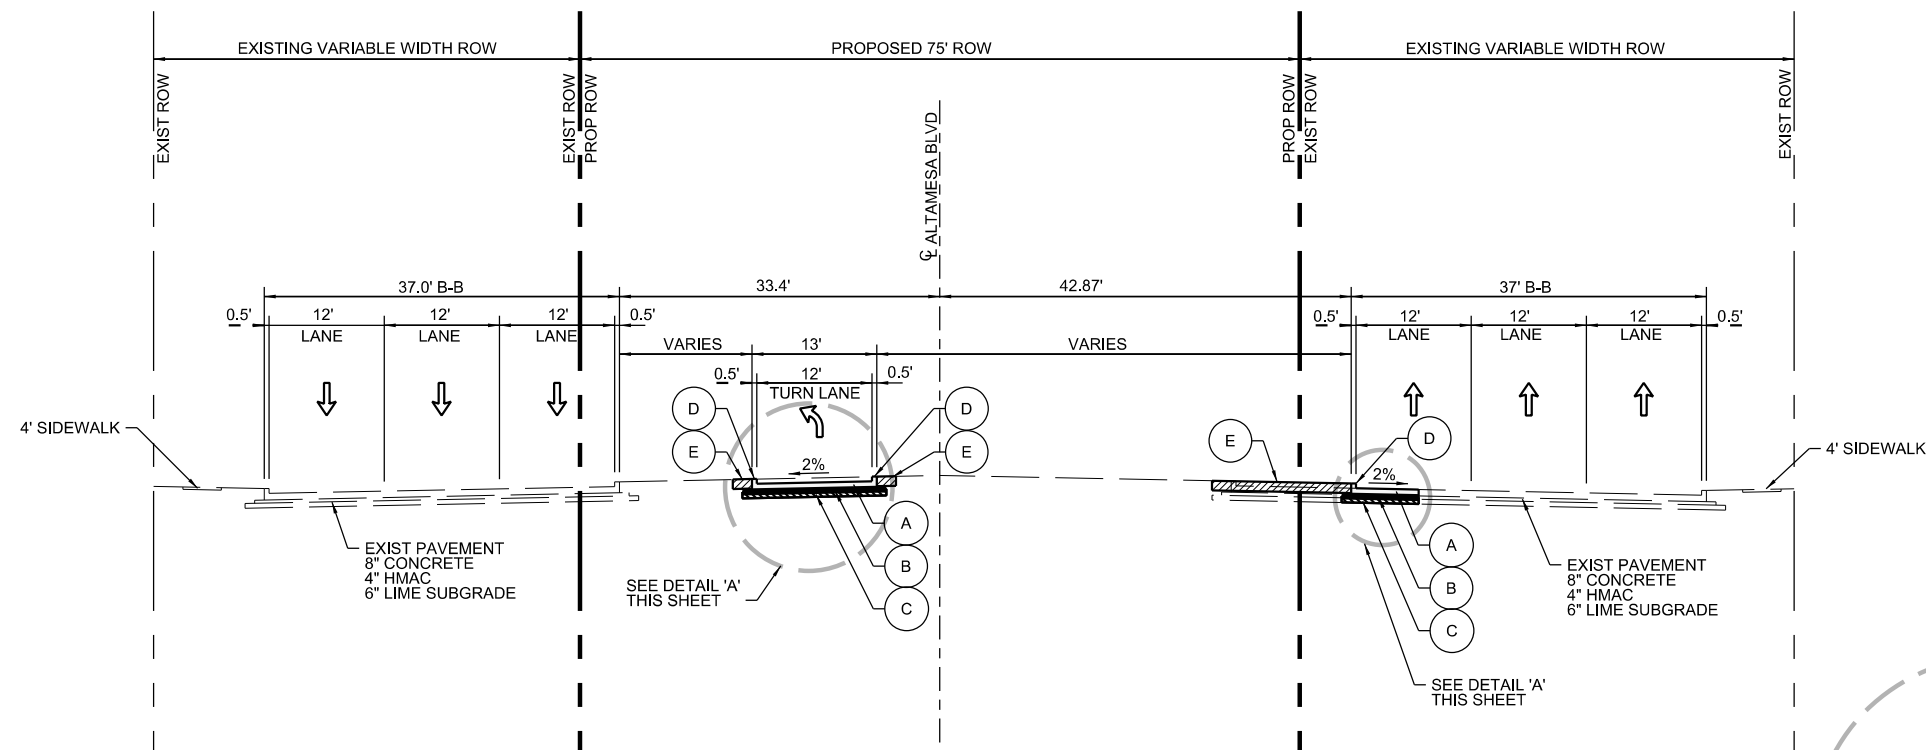 EXISTING VARIABLE WIDTH ROW
PROPOSED 75' ROW
EXISTING VARIABLE WIDTH ROW
EXIST ROW
EXIST ROW
PROP ROW
℄ ALTAMESA BLVD
PROP ROW
EXIST ROW
EXIST ROW
37.0' B-B
33.4'
42.87'
37' B-B
0.5'
12'
LANE
12'
LANE
12'
LANE
0.5'
VARIES
13'
VARIES
0.5'
12'
LANE
12'
LANE
12'
LANE
0.5'
0.5'
12'
TURN LANE
0.5'
D
E
D
E
2%
E
D
2%
4' SIDEWALK
4' SIDEWALK
A
B
C
A
B
C
EXIST PAVEMENT
8" CONCRETE
4" HMAC
6" LIME SUBGRADE
SEE DETAIL 'A'
THIS SHEET
EXIST PAVEMENT
8" CONCRETE
4" HMAC
6" LIME SUBGRADE
SEE DETAIL 'A'
THIS SHEET